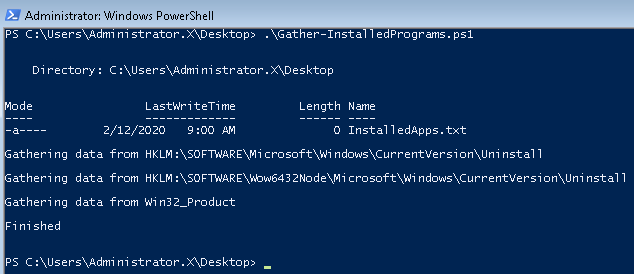 Administrator: Windows PowerShell
PS C:\Users\Administrator.X\Desktop> .\Gather-InstalledPrograms.ps1
Directory: C:\Users\Administrator.X\Desktop
Mode                LastWriteTime         Length Name
----                -------------         ------ ----
-a----        2/12/2020   9:00 AM              0 InstalledApps.txt
Gathering data from HKLM:\SOFTWARE\Microsoft\Windows\CurrentVersion\Uninstall
Gathering data from HKLM:\SOFTWARE\Wow6432Node\Microsoft\Windows\CurrentVersion\Uninstall
Gathering data from Win32_Product
Finished
PS C:\Users\Administrator.X\Desktop>